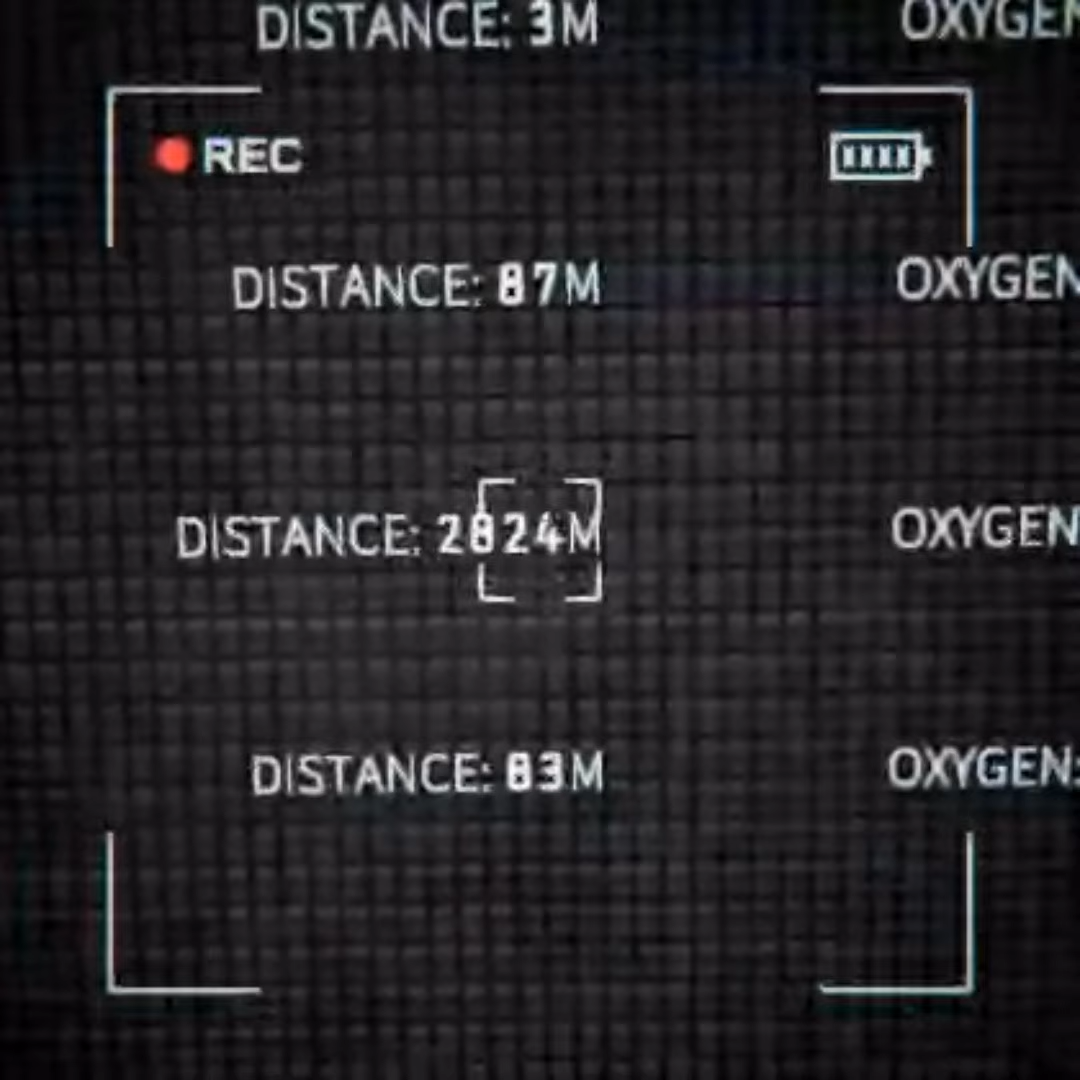 DISTANCE: 3M OXYGEN
REC
DISTANCE: 87M OXYGEN
DISTANCE: 2824M OXYGEN
DISTANCE: 83M OXYGEN: